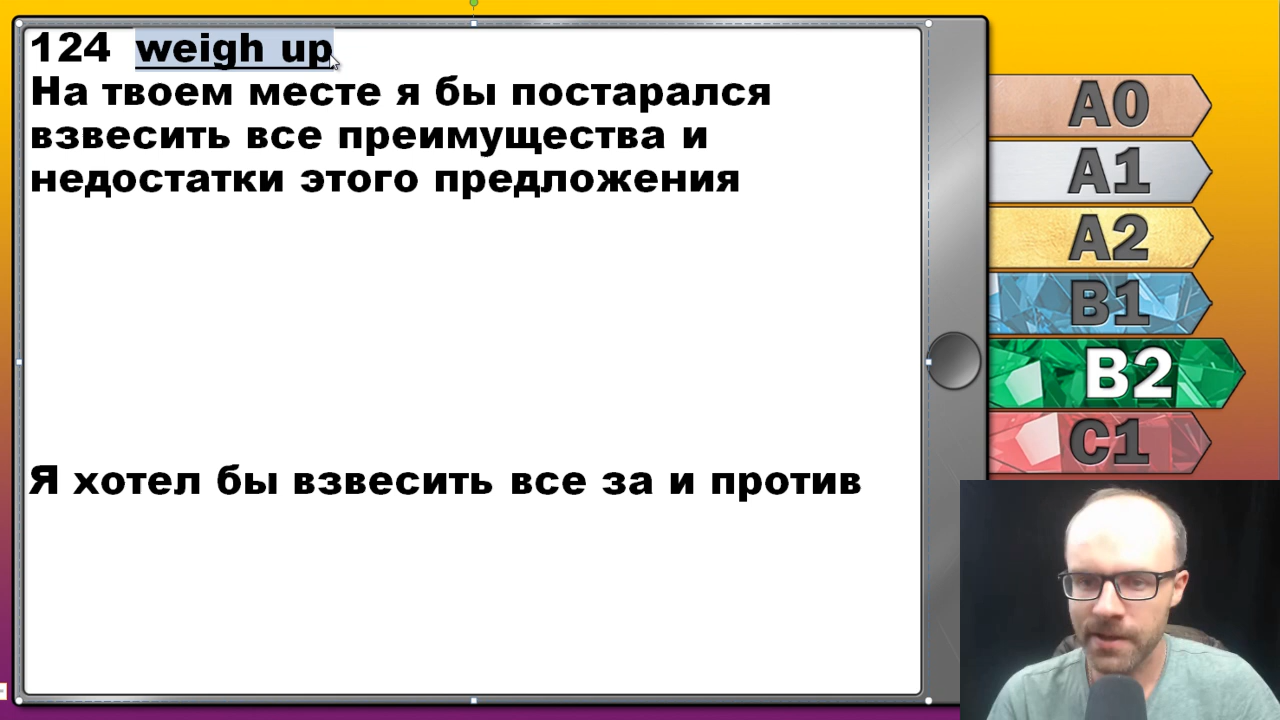 124 weigh up
На твоем месте я бы постарался
взвесить все преимущества и
недостатки этого предложения
Я хотел бы взвесить все за и против
A0
A1
A2
B1
B2
C1